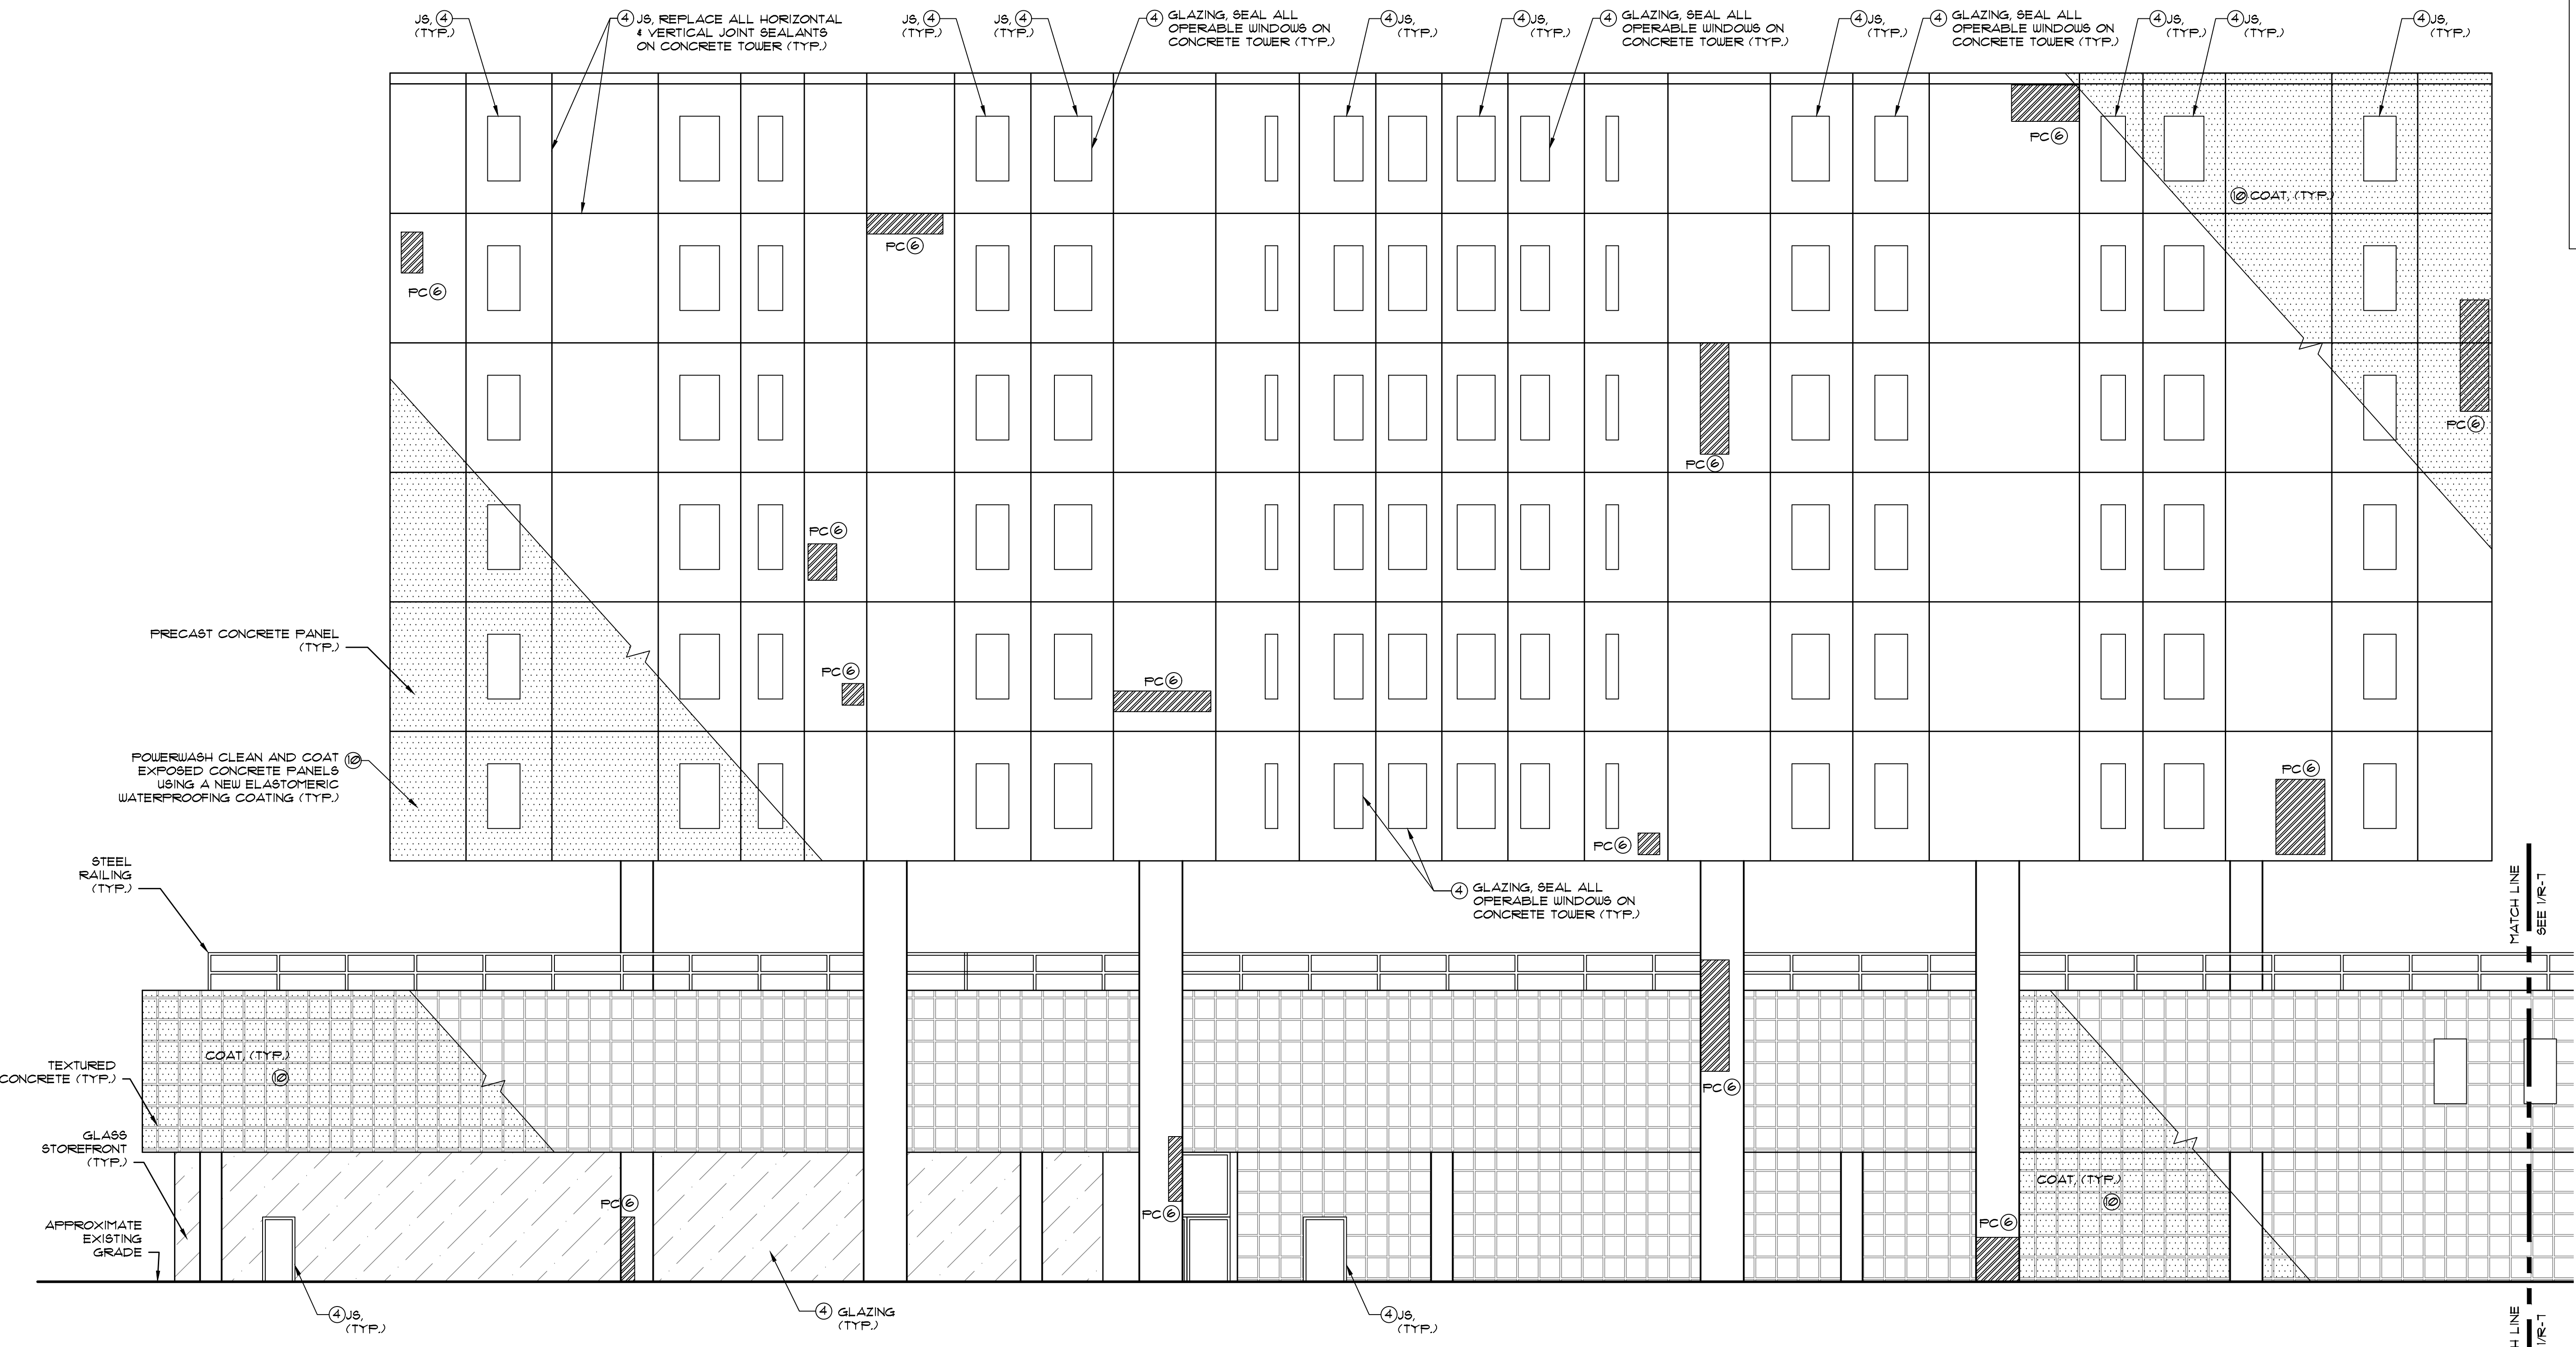 JS, 4
(TYP.)
4 JS, REPLACE ALL HORIZONTAL
& VERTICAL JOINT SEALANTS
ON CONCRETE TOWER (TYP.)
JS, 4
(TYP.)
JS, 4
(TYP.)
4 GLAZING, SEAL ALL
OPERABLE WINDOWS ON
CONCRETE TOWER (TYP.)
4 JS,
(TYP.)
4 JS,
(TYP.)
4 GLAZING, SEAL ALL
OPERABLE WINDOWS ON
CONCRETE TOWER (TYP.)
4 JS,
(TYP.)
4 GLAZING, SEAL ALL
OPERABLE WINDOWS ON
CONCRETE TOWER (TYP.)
4 JS,
(TYP.)
4 JS,
(TYP.)
4 JS,
(TYP.)
PC 6
10 COAT, (TYP.)
PC 6
PC 6
PC 6
PC 6
PC 6
PRECAST CONCRETE PANEL
(TYP.)
PC 6
PC 6
POWERWASH CLEAN AND COAT 10
EXPOSED CONCRETE PANELS
USING A NEW ELASTOMERIC
WATERPROOFING COATING (TYP.)
PC 6
PC 6
STEEL
RAILING
(TYP.)
4 GLAZING, SEAL ALL
OPERABLE WINDOWS ON
CONCRETE TOWER (TYP.)
MATCH LINE
SEE 1/R-7
COAT, (TYP.)
10
TEXTURED
CONCRETE (TYP.)
PC 6
GLASS
STOREFRONT
(TYP.)
COAT, (TYP.)
10
PC 6
PC 6
PC 6
APPROXIMATE
EXISTING
GRADE
4 JS,
(TYP.)
4 GLAZING
(TYP.)
4 JS,
(TYP.)
H LINE
1/R-7